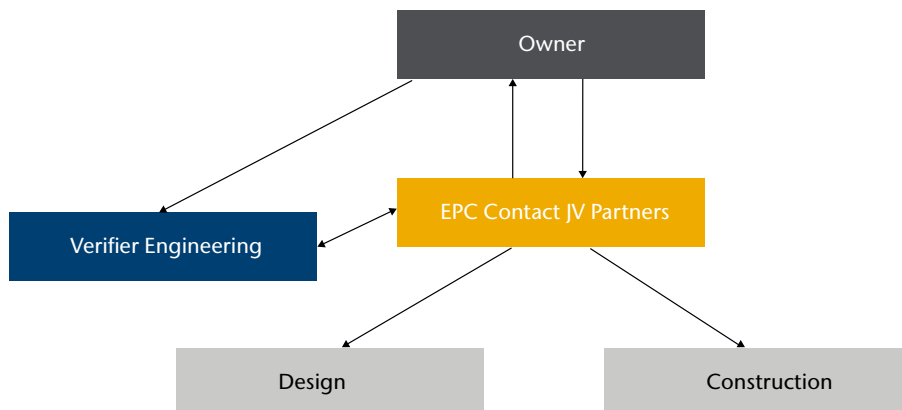 Owner
EPC Contact JV Partners
Verifier Engineering
Design
Construction